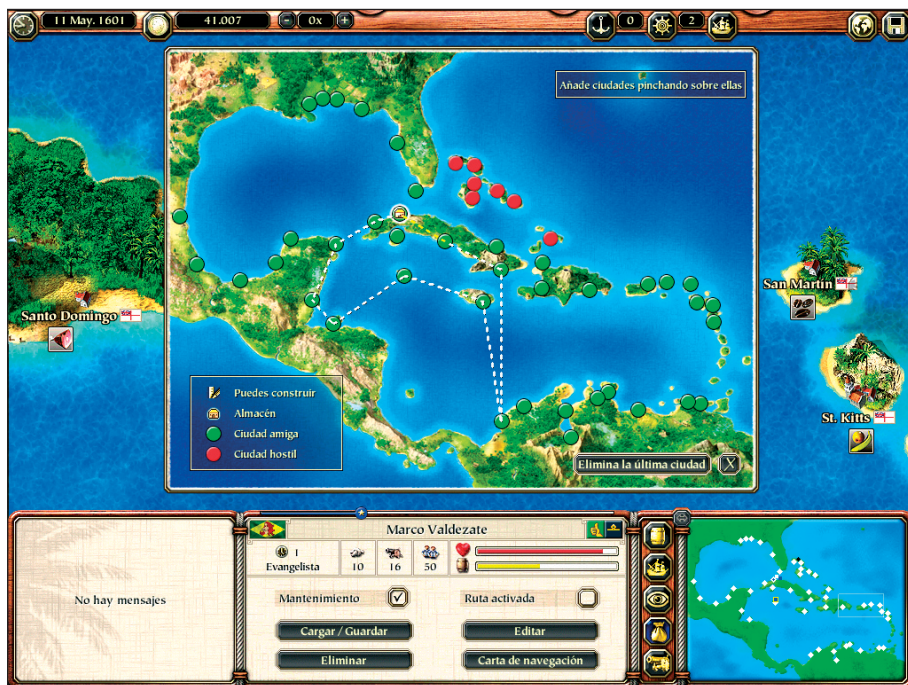 11 May. 1601
41.007
0x
0
2
Añade ciudades pinchando sobre ellas
Santo Domingo
San Martín
St. Kitts
Puedes construir
Almacén
Ciudad amiga
Ciudad hostil
Elimina la última ciudad
X
No hay mensajes
Marco Valdezate
1
Evangelista
10
16
50
Mantenimiento
Ruta activada
Cargar / Guardar
Editar
Eliminar
Carta de navegación